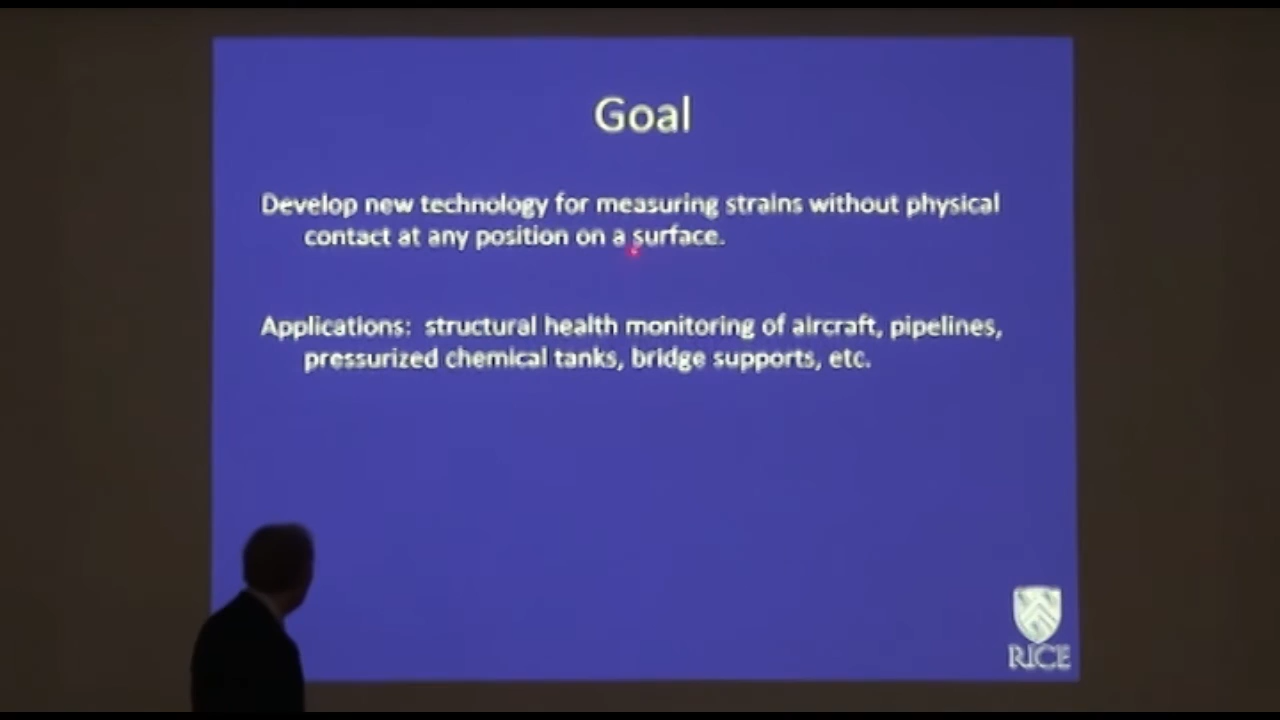 Goal
Develop new technology for measuring strains without physical
contact at any position on a surface.
Applications: structural health monitoring of aircraft, pipelines,
pressurized chemical tanks, bridge supports, etc.
RICE